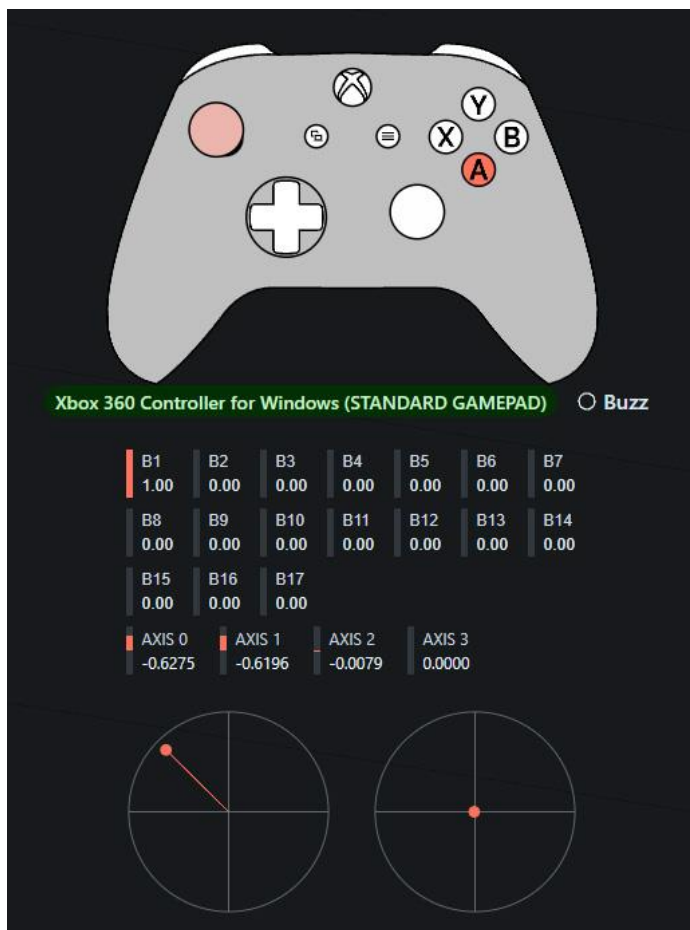 Y
X B
A
Xbox 360 Controller for Windows (STANDARD GAMEPAD) Buzz
B1 B2 B3 B4 B5 B6 B7
1.00 0.00 0.00 0.00 0.00 0.00 0.00
B8 B9 B10 B11 B12 B13 B14
0.00 0.00 0.00 0.00 0.00 0.00 0.00
B15 B16 B17
0.00 0.00 0.00
AXIS 0 AXIS 1 AXIS 2 AXIS 3
-0.6275 -0.6196 -0.0079 0.0000